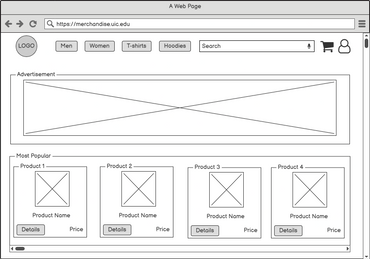 A Web Page
https://merchandise.uic.edu
LOGO Men Women T-shirts Hoodies Search
Advertisement
Most Popular
Product 1 Product 2 Product 3 Product 4
Product Name Product Name Product Name Product Name
Details Price Details Price Details Price Details Price